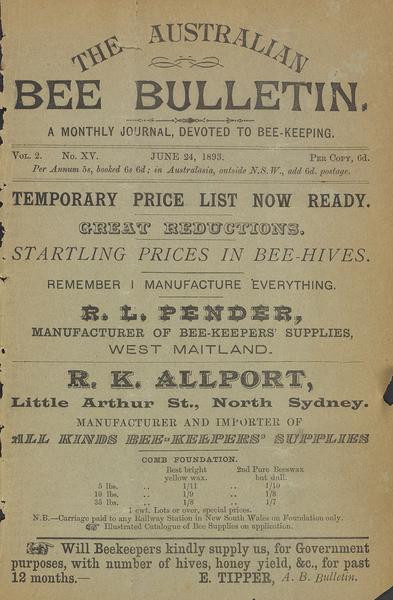 THE AUSTRALIAN
BEE BULLETIN.
A MONTHLY JOURNAL, DEVOTED TO BEE-KEEPING.
VOL. 2. No. XV. JUNE 24, 1893. PER COPY, 6d.
Per Annum 5s, booked 6s 6d; in Australasia, outside N.S.W., add 6d. postage.
TEMPORARY PRICE LIST NOW READY.
GREAT REDUCTIONS.
STARTLING PRICES IN BEE-HIVES.
REMEMBER I MANUFACTURE EVERYTHING.
R. L. PENDER,
MANUFACTURER OF BEE-KEEPERS' SUPPLIES,
WEST MAITLAND.
R. K. ALLPORT,
Little Arthur St., North Sydney.
MANUFACTURER AND IMPORTER OF
ALL KINDS BEE-KEEPERS' SUPPLIES
COMB FOUNDATION.
Best bright 2nd Pure Beeswax
yellow wax. but dull.
5 lbs. .. 1/11 .. 1/10
10 lbs. .. 1/9 .. 1/8
35 lbs. .. 1/8 .. 1/7
1 cwt. Lots or over, special prices.
N.B.—Carriage paid to any Railway Station in New South Wales on Foundation only.
☞ Illustrated Catalogue of Bee Supplies on application.
☞ Will Beekeepers kindly supply us, for Government
purposes, with number of hives, honey yield, &c., for past
12 months.— E. TIPPER, A. B. Bulletin.